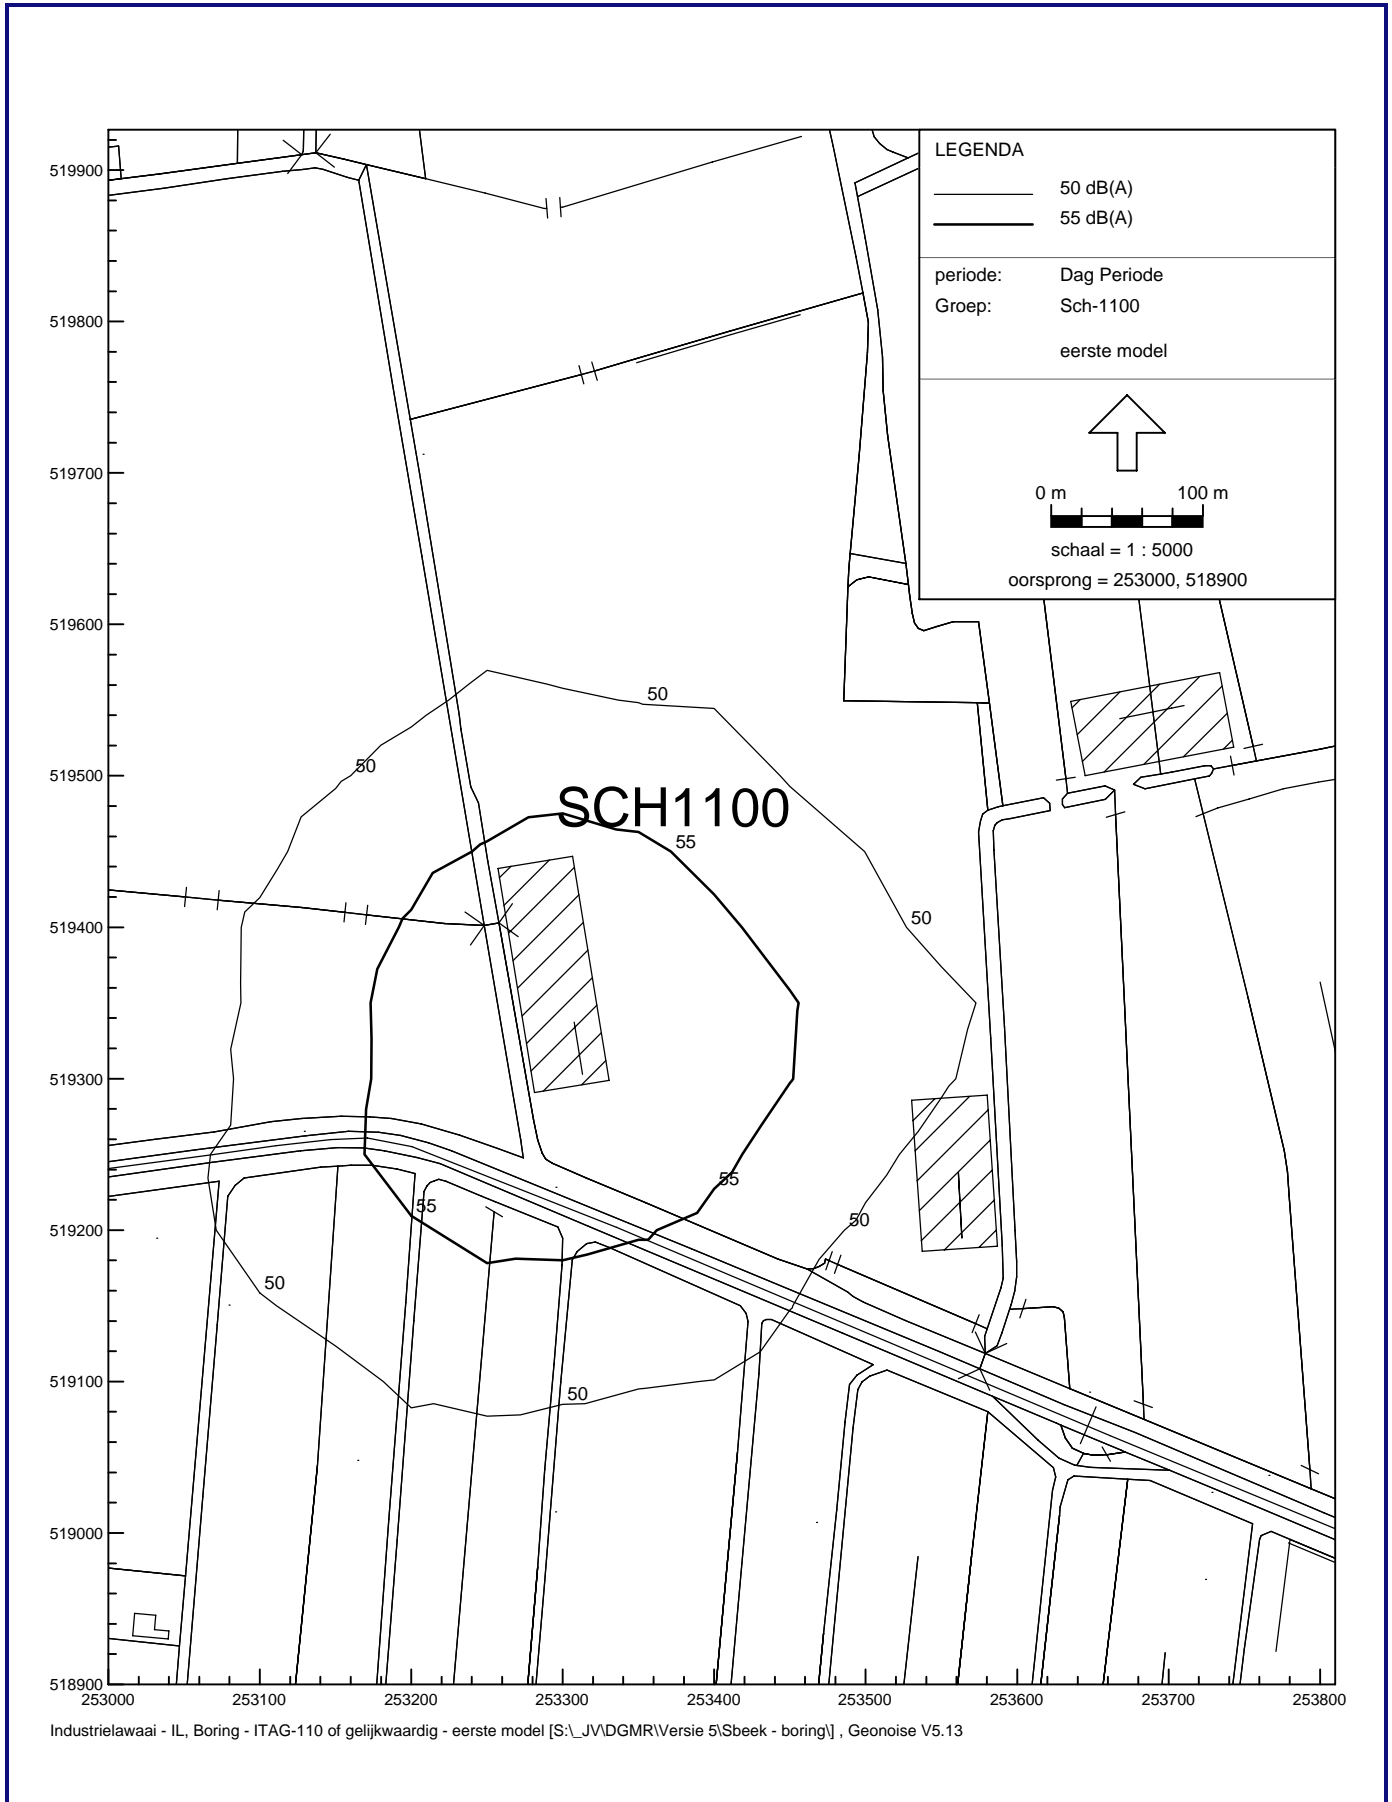 LEGENDA
50 dB(A)
55 dB(A)
periode: Dag Periode
Groep: Sch-1100
eerste model
0 m 100 m
schaal = 1 : 5000
oorsprong = 253000, 518900
519900
519800
519700
519600
519500
519400
519300
519200
519100
519000
518900
50
50
SCH1100
55
50
55
55
50
50
50
253000 253100 253200 253300 253400 253500 253600 253700 253800
Industrielawaai - IL, Boring - ITAG-110 of gelijkwaardig - eerste model [S:\_JV\DGMR\Versie 5\Sbeek - boring\] , Geonoise V5.13